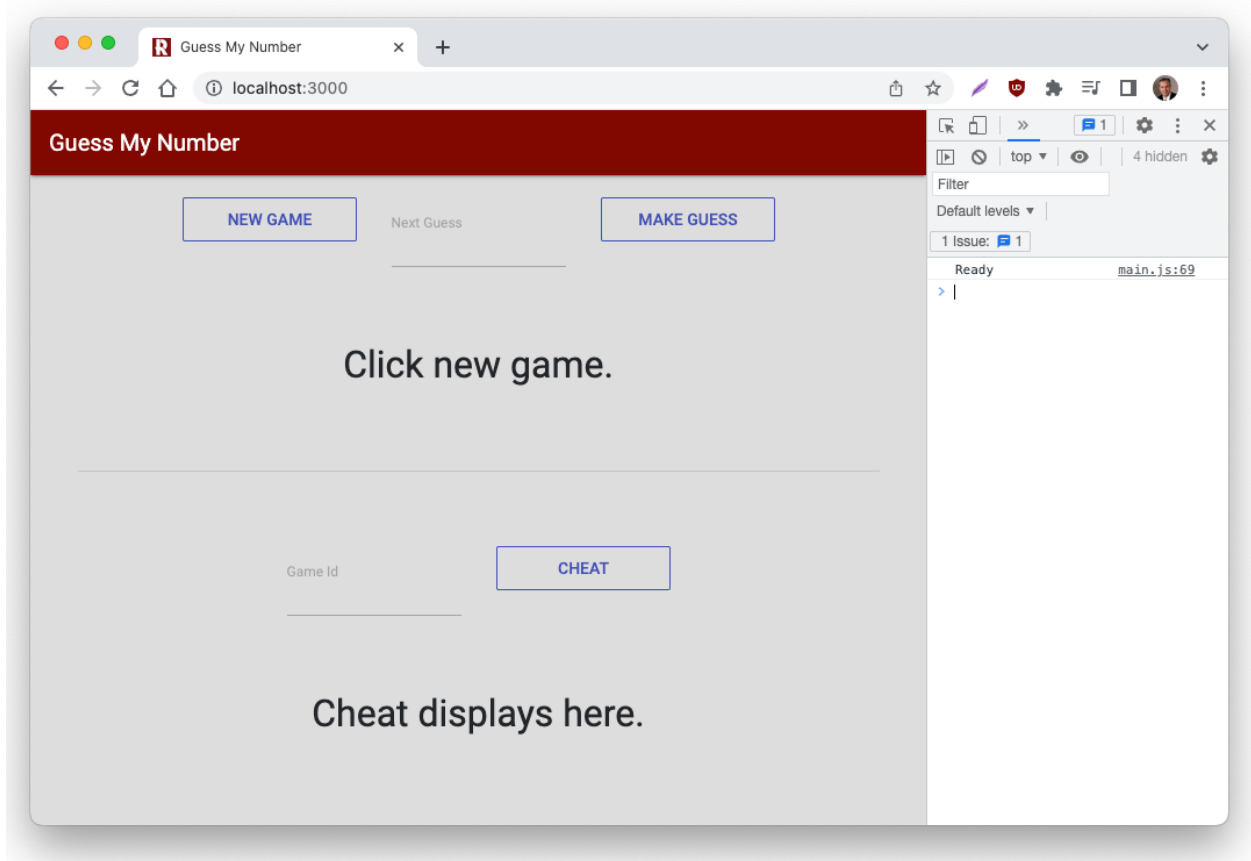 Guess My Number
localhost:3000
Guess My Number
NEW GAME
Next Guess
MAKE GUESS
Click new game.
Game Id
CHEAT
Cheat displays here.
1
top
4 hidden
Filter
Default levels
1 Issue: 1
Ready main.js:69